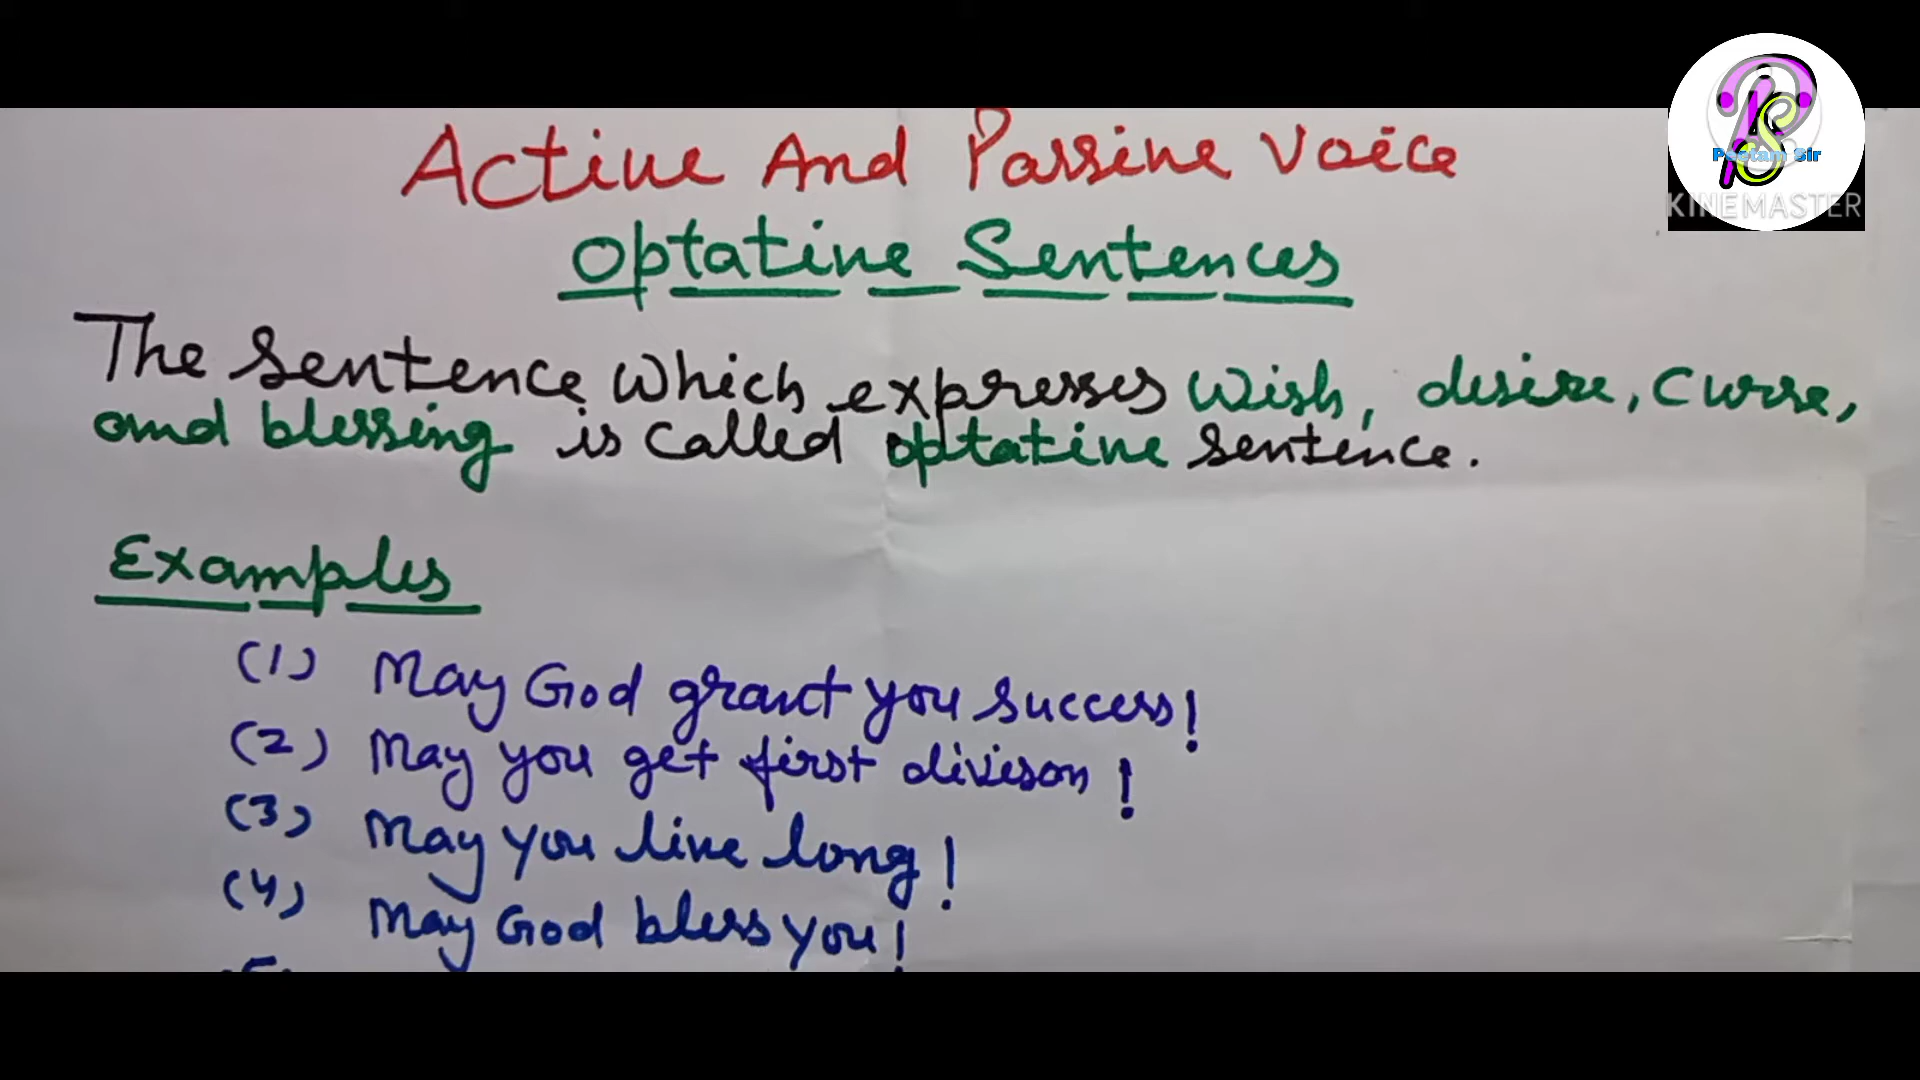 Active And Passive Voice
Optative Sentences
The Sentence Which expresses Wish, desire, Curse,
and blessing is called optative sentence.
Examples
(1) May God grant you success!
(2) May you get first divison!
(3) May you live long!
(4) May God bless you!
Peetam Sir
KINEMASTER